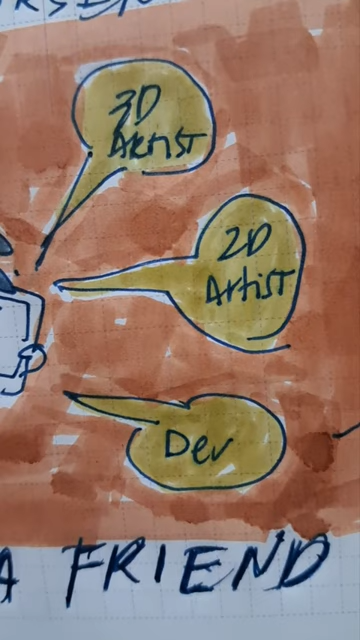 3D
Artist
2D
Artist
Dev
A FRIEND